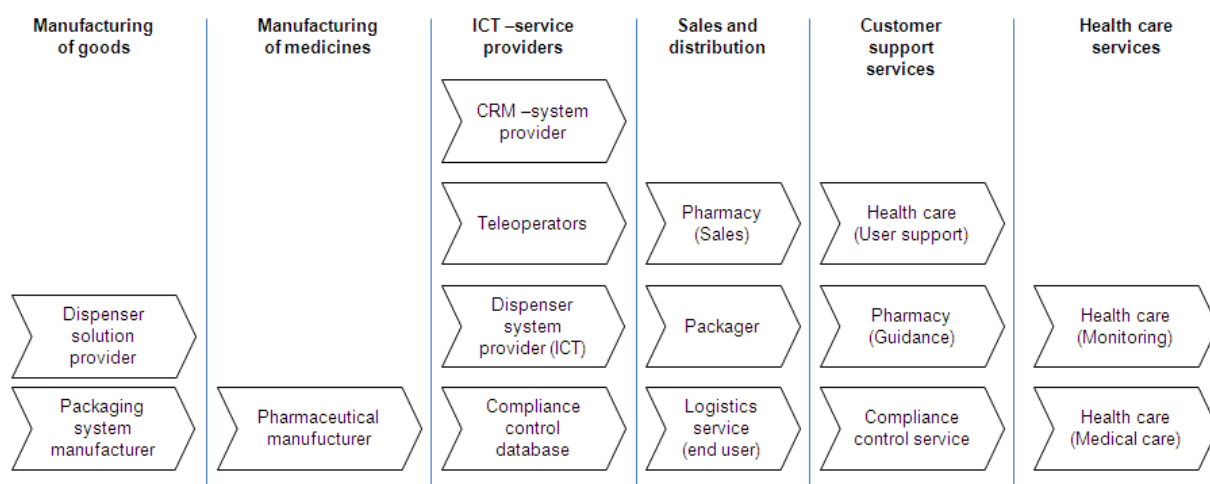 Manufacturing
of goods
Manufacturing
of medicines
ICT –service
providers
Sales and
distribution
Customer
support
services
Health care
services
CRM –system
provider
Teleoperators
Pharmacy
(Sales)
Health care
(User support)
Dispenser
solution
provider
Dispenser
system
provider (ICT)
Packager
Pharmacy
(Guidance)
Health care
(Monitoring)
Packaging
system
manufacturer
Pharmaceutical
manufucturer
Compliance
control
database
Logistics
service
(end user)
Compliance
control service
Health care
(Medical care)